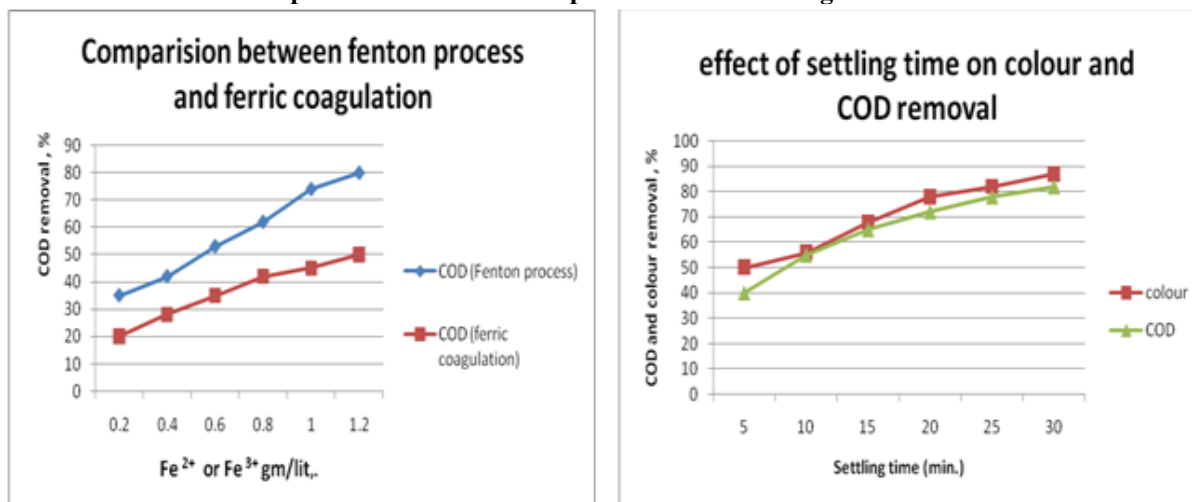 Comparision between fenton process
and ferric coagulation
COD removal , %
90
80
70
60
50
40
30
20
10
0
0.2 0.4 0.6 0.8 1 1.2
Fe 2+ or Fe 3+ gm/lit,.
COD (Fenton process)
COD (ferric
coagulation)
effect of settling time on colour and
COD removal
COD and colour removal , %
100
90
80
70
60
50
40
30
20
10
0
5 10 15 20 25 30
Settling time (min.)
colour
COD